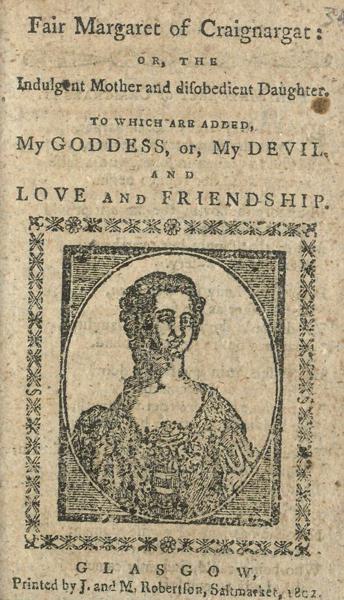 Fair Margaret of Craignargat:
OR, THE
Indulgent Mother and disobedient Daughter.
TO WHICH ARE ADDED,
My GODDESS, or, My DEVIL.
AND
LOVE AND FRIENDSHIP.
GLASGOW,
Printed by J. and M. Robertson, Saltmarket, 1802.